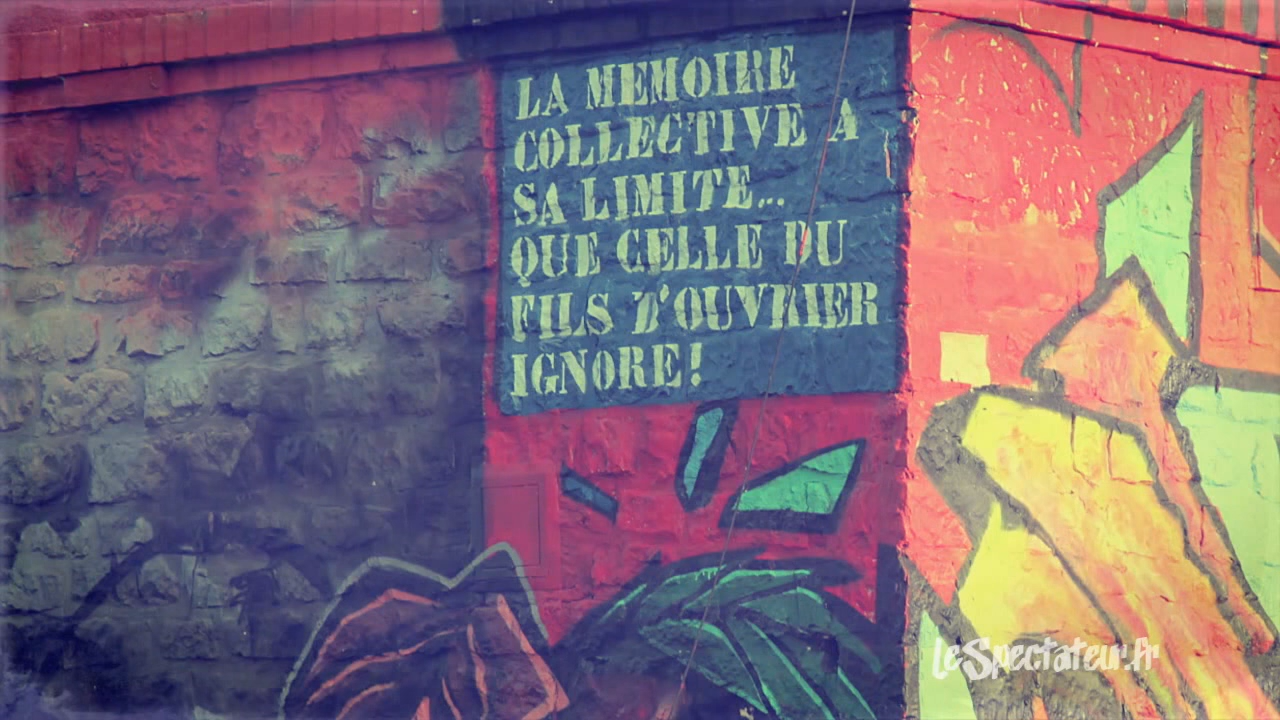 LA MEMOIRE
COLLECTIVE A
SA LIMITE...
QUE CELLE DU
FILS D'OUVRIER
IGNORE!
leSpectateur.fr